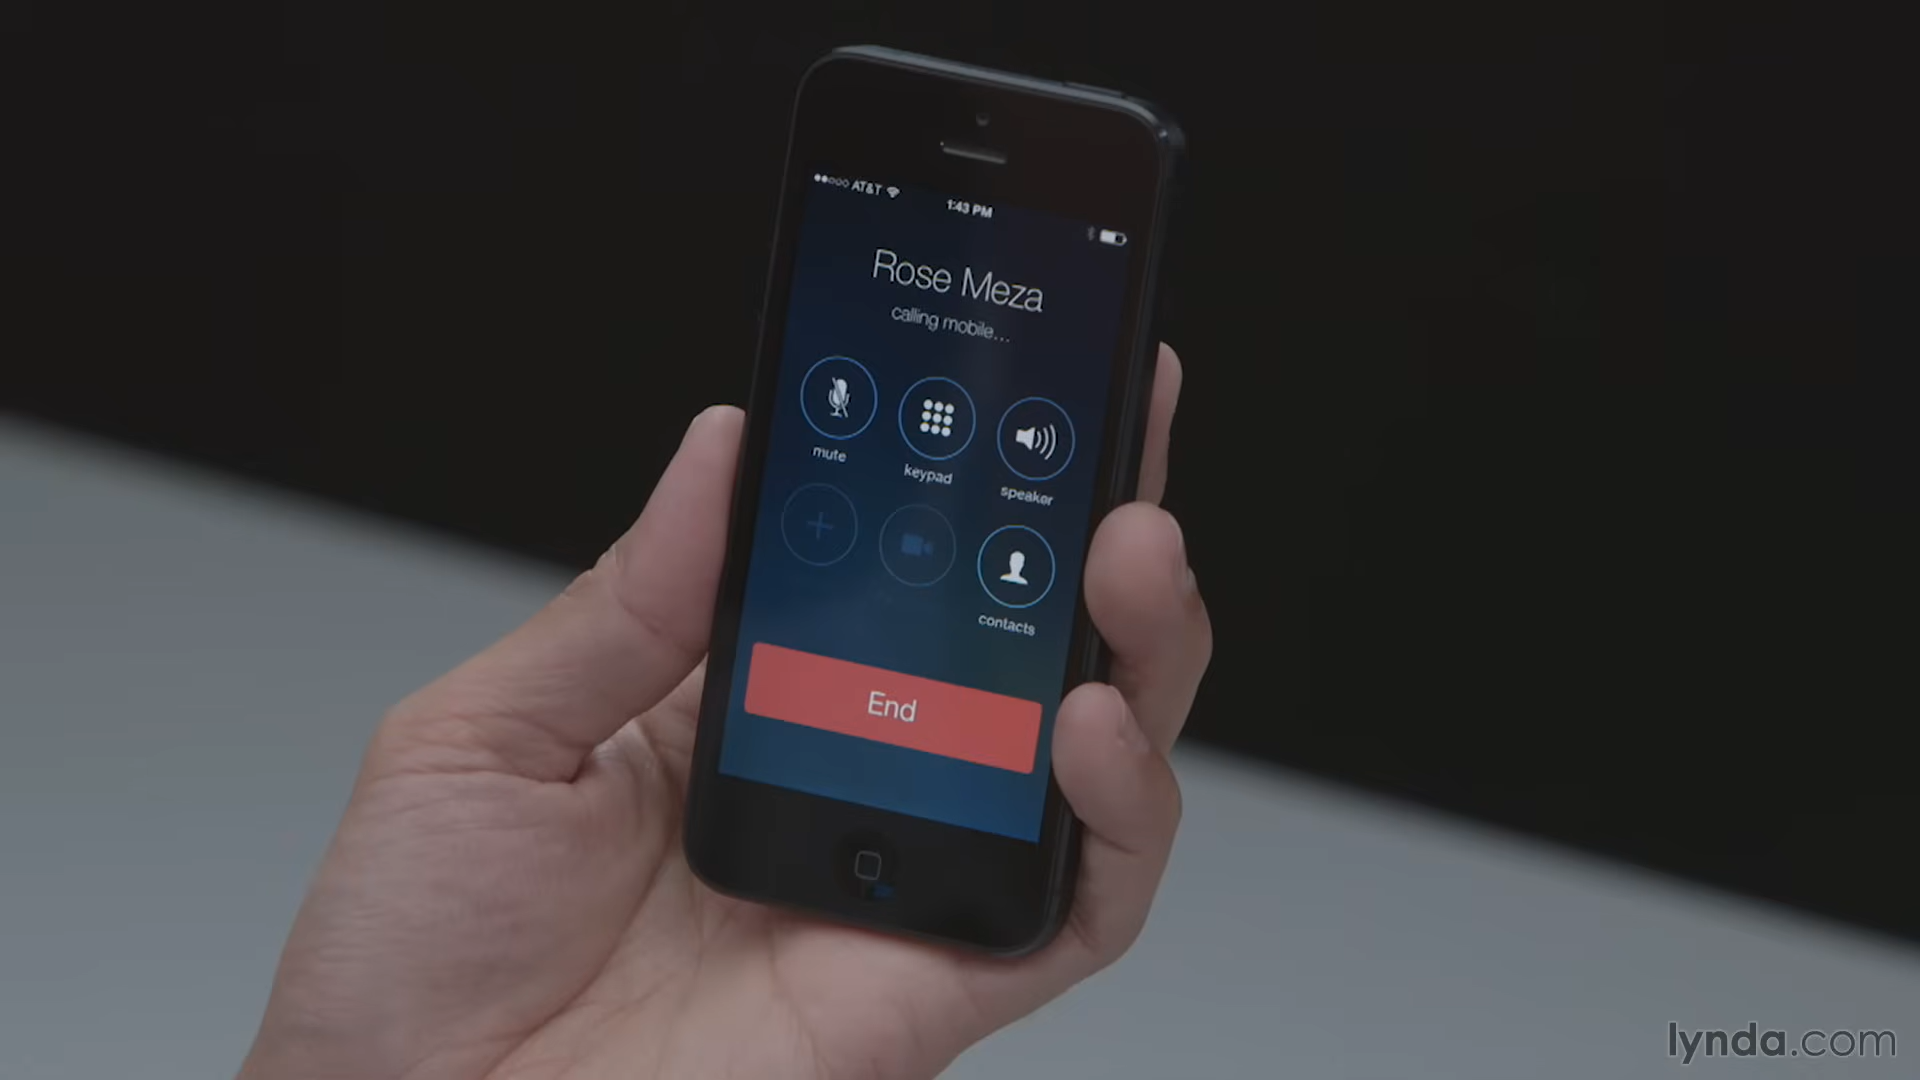 AT&T
1:43 PM
Rose Meza
calling mobile...
mute
keypad
speaker
contacts
End
lynda.com